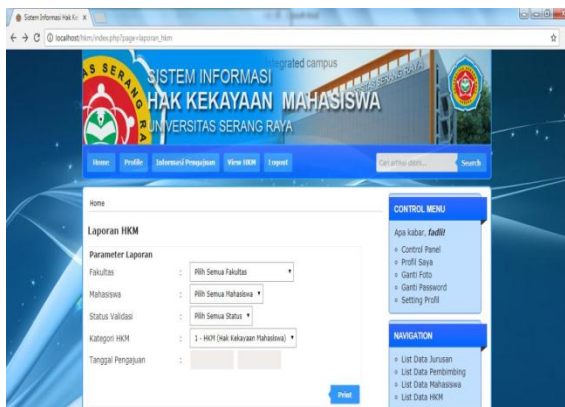 Sistem Informasi Hak Ke
localhost/hkm/index.php?page=laporan_hkm
AS SERANG RA
Integrated campus
SISTEM INFORMASI
HAK KEKAYAAN MAHASISWA
UNIVERSITAS SERANG RAYA
Home Profile Informasi Pengajuan View HKM Logout
Cari artikel disini... Search
Home
Laporan HKM
Parameter Laporan
Fakultas : Pilih Semua Fakultas
Mahasiswa : Pilih Semua Mahasiswa
Status Validasi : Pilih Semua Status
Kategori HKM : 1 - HKM (Hak Kekayaan Mahasiswa)
Tanggal Pengajuan :
Print
CONTROL MENU
Apa kabar, fadli!
Control Panel
Profil Saya
Ganti Foto
Ganti Password
Setting Profil
NAVIGATION
List Data Jurusan
List Data Pembimbing
List Data Mahasiswa
List Data HKM